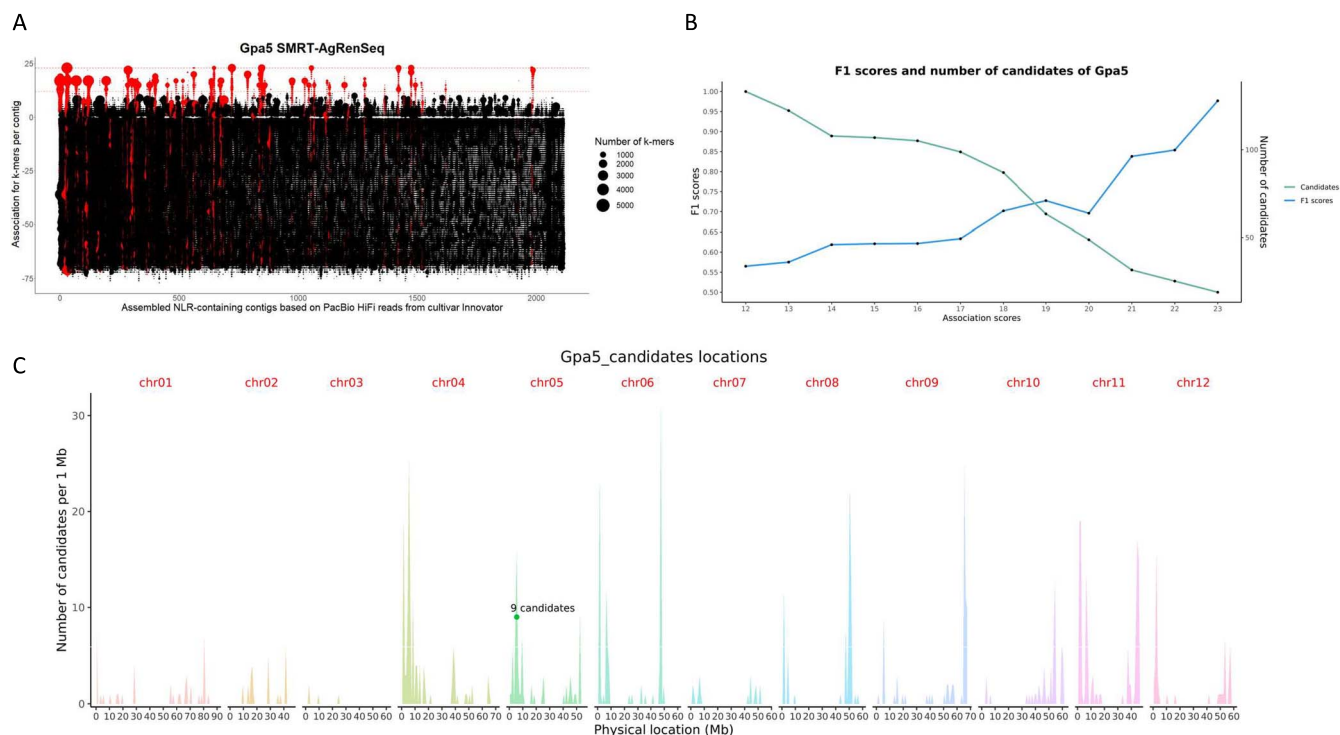 A
Gpa5 SMRT-AgRenSeq
25
0
-25
-50
-75
Association for k-mers per contig
0
500
1000
1500
2000
Assembled NLR-containing contigs based on PacBio HiFi reads from cultivar Innovator
Number of k-mers
1000
2000
3000
4000
5000
B
F1 scores and number of candidates of Gpa5
1.00
0.95
0.90
0.85
0.80
0.75
0.70
0.65
0.60
0.55
0.50
F1 scores
12 13 14 15 16 17 18 19 20 21 22 23
Association scores
100
50
Number of candidates
Candidates
F1 scores
C
Gpa5_candidates locations
chr01 chr02 chr03 chr04 chr05 chr06 chr07 chr08 chr09 chr10 chr11 chr12
30
20
10
0
Number of candidates per 1 Mb
9 candidates
0 10 20 30 40 50 60 70 80 90 0 10 20 30 40 0 10 20 30 40 50 60 0 10 20 30 40 50 60 70 0 10 20 30 40 50 0 10 20 30 40 50 60 0 10 20 30 40 50 60 0 10 20 30 40 50 60 0 10 20 30 40 50 60 70 0 10 20 30 40 50 60 0 10 20 30 40 0 10 20 30 40 50 60
Physical location (Mb)